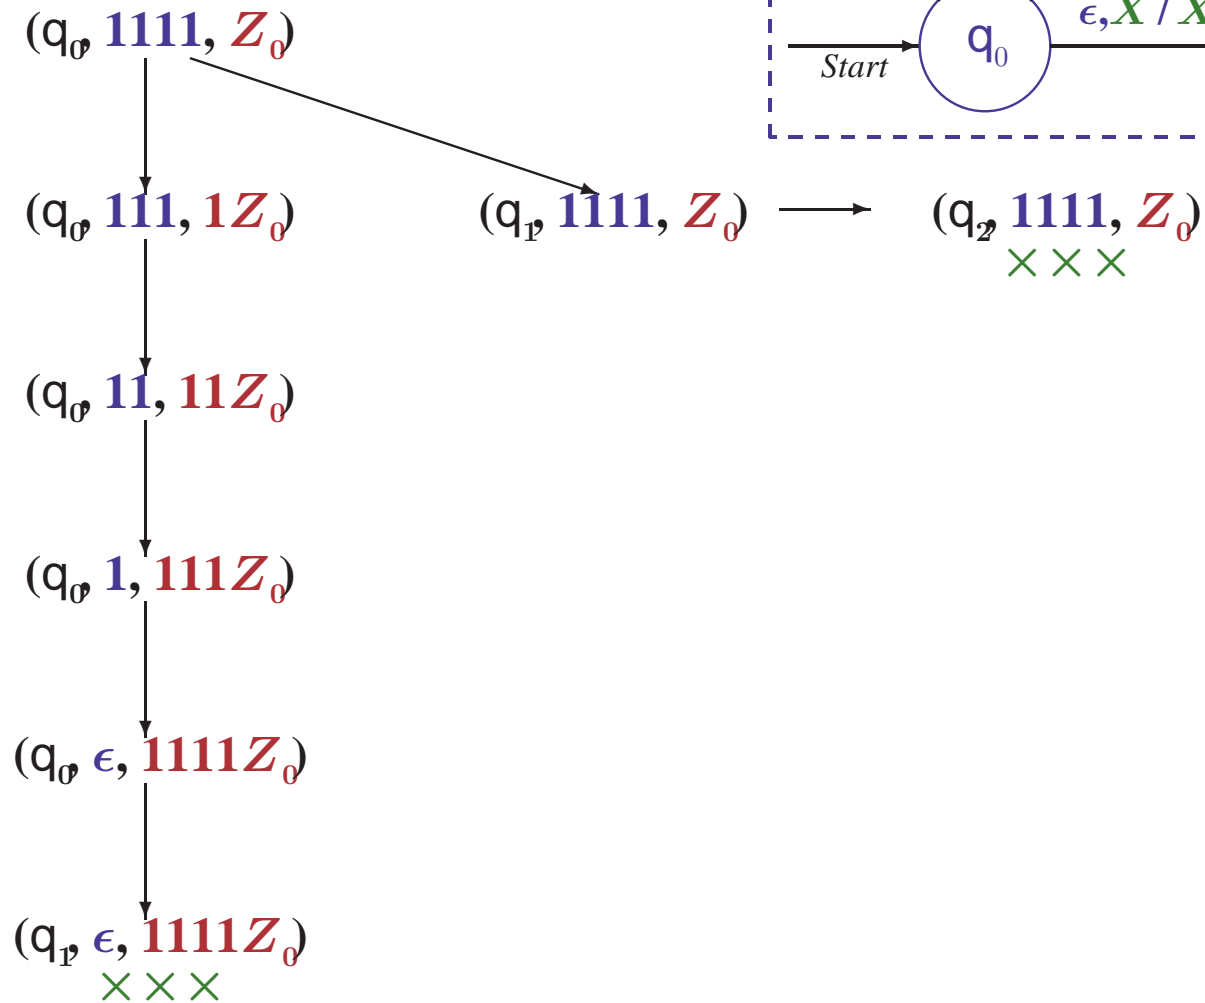 (q₀, 1111, Z₀)
ϵ, X / X
q₀
Start
(q₀, 111, 1Z₀) (q₁, 1111, Z₀) (q₂, 1111, Z₀)
× × ×
(q₀, 11, 11Z₀)
(q₀, 1, 111Z₀)
(q₀, ϵ, 1111Z₀)
(q₁, ϵ, 1111Z₀)
× × ×